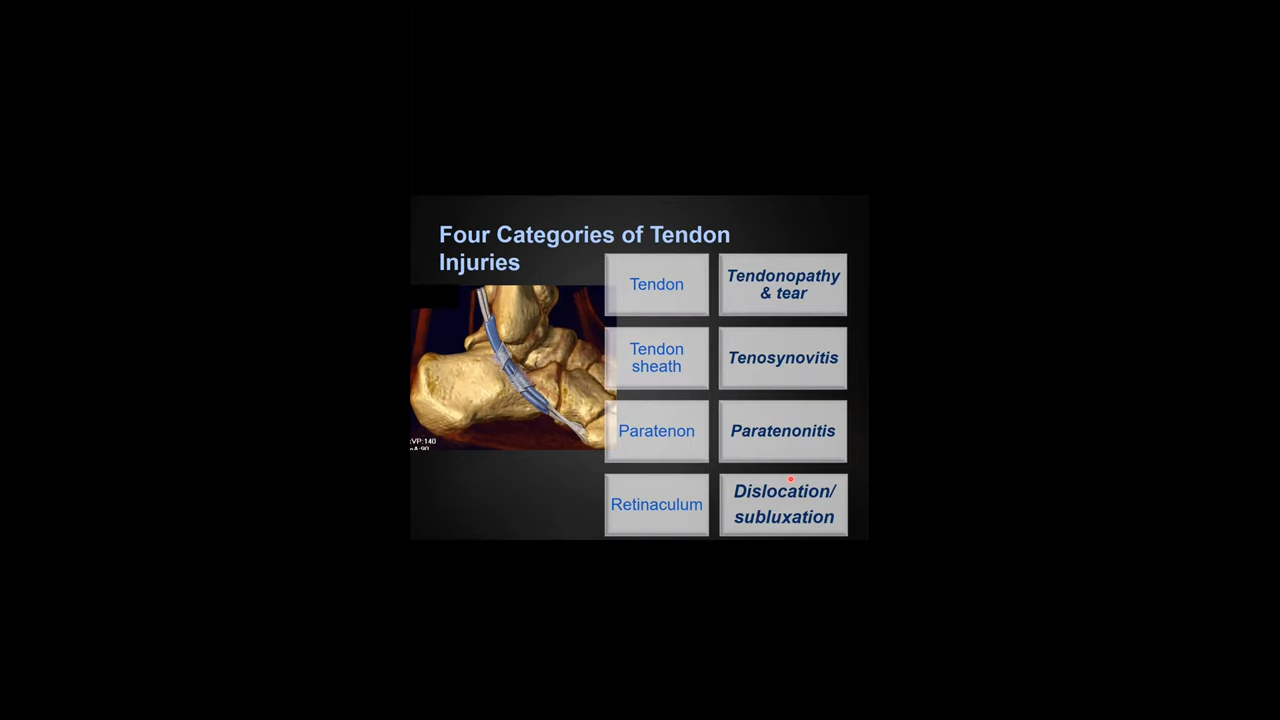 Four Categories of Tendon
Injuries
Tendon
Tendonopathy
& tear
Tendon
sheath
Tenosynovitis
Paratenon
Paratenonitis
Retinaculum
Dislocation/
subluxation
:VP:140